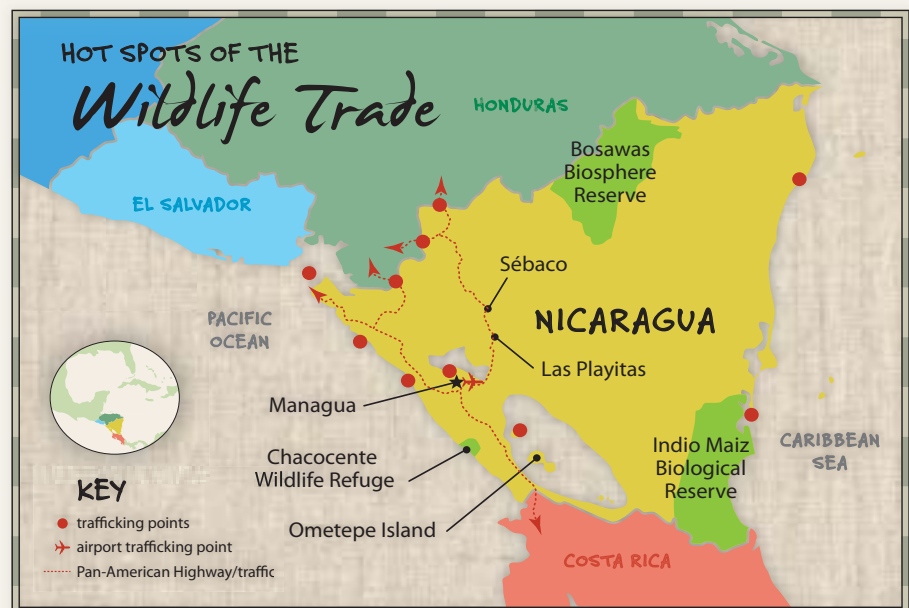 HOT SPOTS OF THE
Wildlife Trade
HONDURAS
Bosawas
Biosphere
Reserve
EL SALVADOR
Sébaco
NICARAGUA
PACIFIC
OCEAN
Las Playitas
Managua
CARIBBEAN
SEA
Indio Maiz
Biological
Reserve
Chacocente
Wildlife Refuge
Ometepe Island
COSTA RICA
KEY
trafficking points
airport trafficking point
Pan-American Highway/traffic